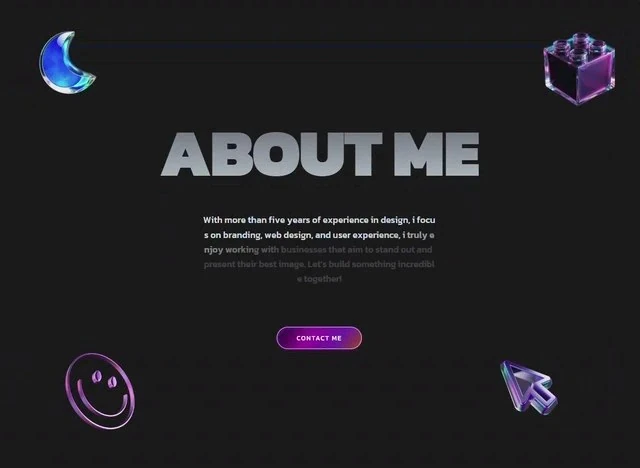 ABOUT ME
With more than five years of experience in design, i focu
s on branding, web design, and user experience, i truly e
njoy working with businesses that aim to stand out and
present their best image. Let's build something incredibl
e together!
CONTACT ME